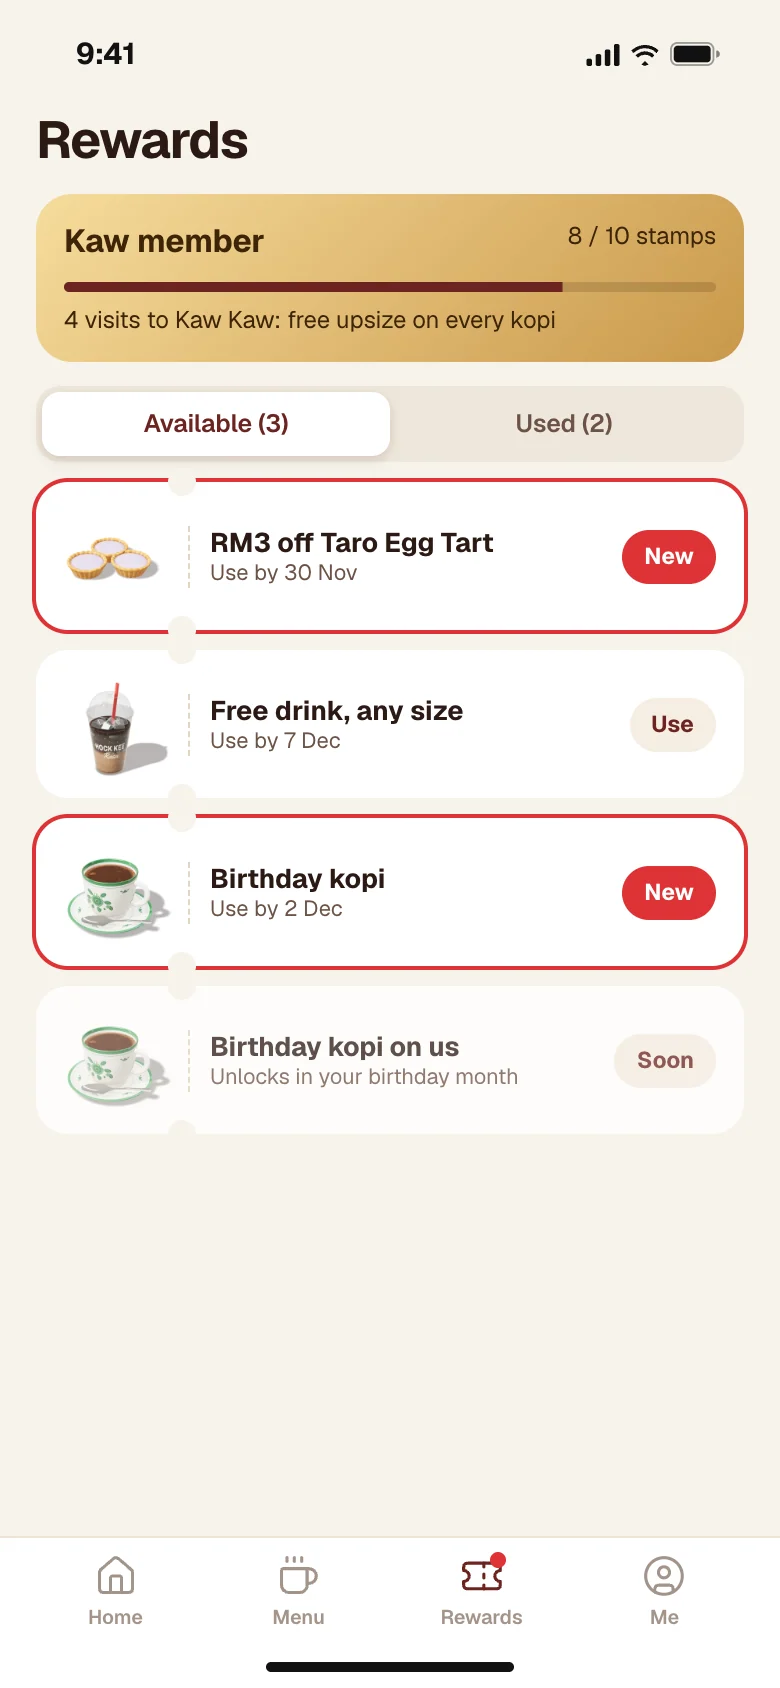 9:41
Rewards
Kaw member
8 / 10 stamps
4 visits to Kaw Kaw: free upsize on every kopi
Available (3)
Used (2)
RM3 off Taro Egg Tart
Use by 30 Nov
New
Free drink, any size
Use by 7 Dec
Use
Birthday kopi
Use by 2 Dec
New
Birthday kopi on us
Unlocks in your birthday month
Soon
Home
Menu
Rewards
Me